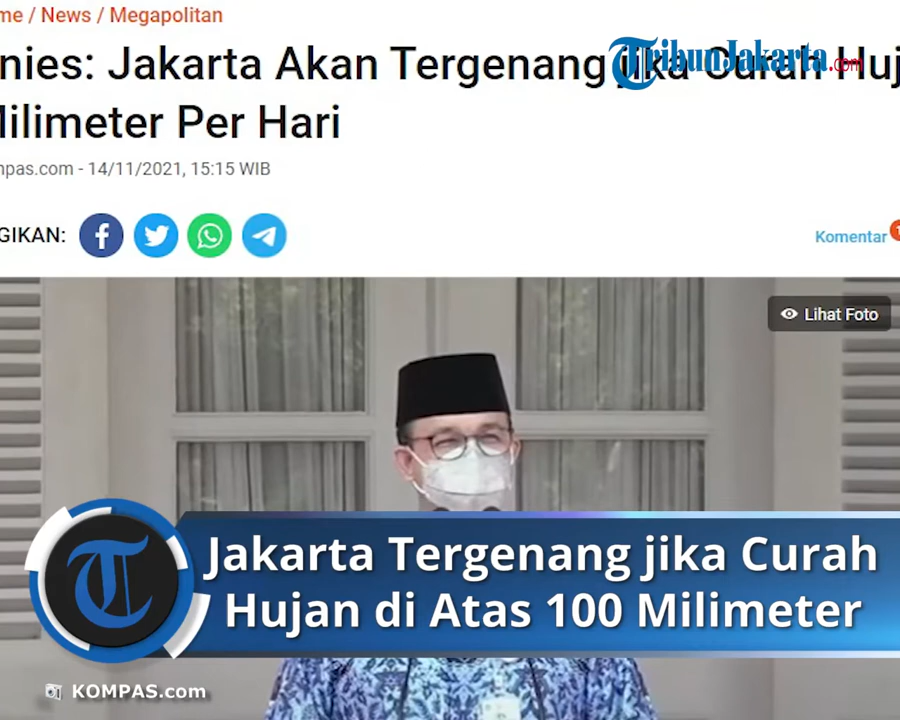 me / News / Megapolitan
nies: Jakarta Akan Tergenang jika Curah Huj
TribunJakarta.com
Milimeter Per Hari
mpas.com - 14/11/2021, 15:15 WIB
GIKAN:
Komentar
Lihat Foto
Jakarta Tergenang jika Curah
Hujan di Atas 100 Milimeter
KOMPAS.com